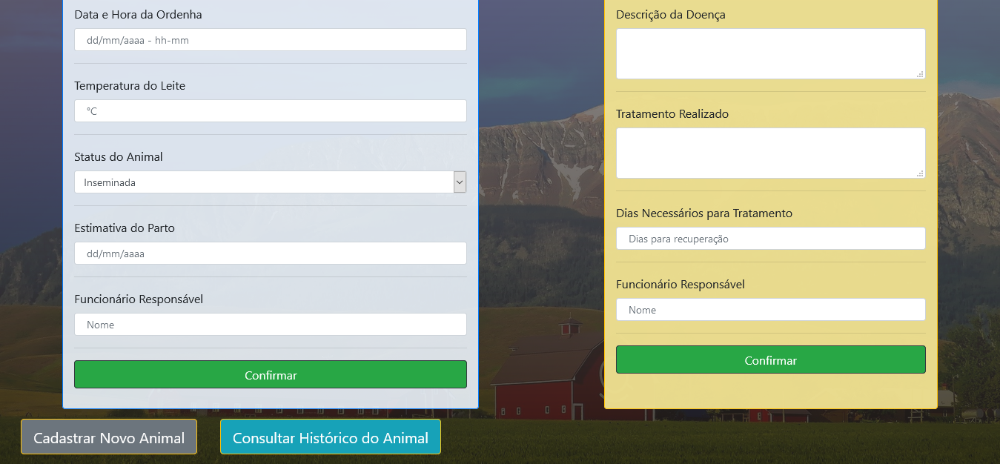 Data e Hora da Ordenha
dd/mm/aaaa - hh-mm
Temperatura do Leite
°C
Status do Animal
Inseminada
Estimativa do Parto
dd/mm/aaaa
Funcionário Responsável
Nome
Confirmar
Descrição da Doença
Tratamento Realizado
Dias Necessários para Tratamento
Dias para recuperação
Funcionário Responsável
Nome
Confirmar
Cadastrar Novo Animal
Consultar Histórico do Animal